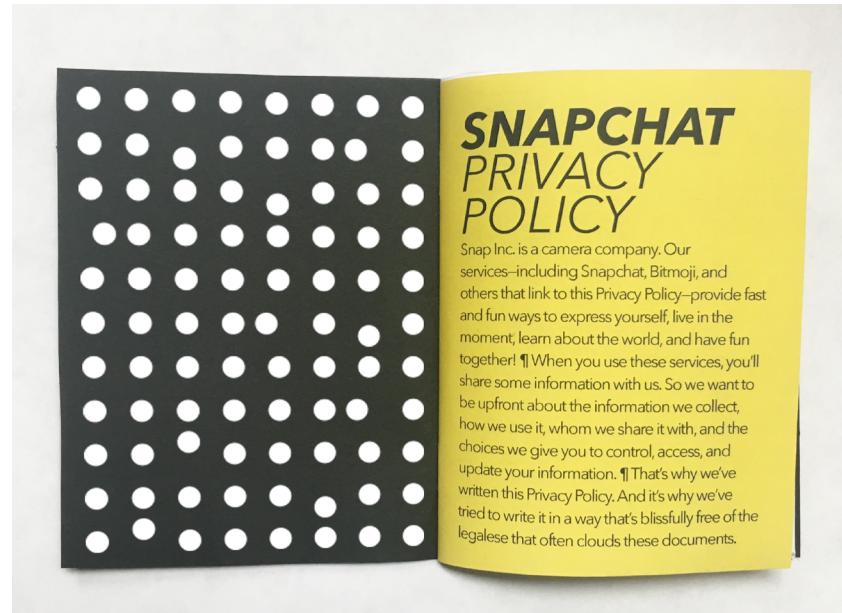 SNAPCHAT
PRIVACY
POLICY
Snap Inc. is a camera company. Our
services—including Snapchat, Bitmoji, and
others that link to this Privacy Policy—provide fast
and fun ways to express yourself, live in the
moment, learn about the world, and have fun
together! ¶ When you use these services, you'll
share some information with us. So we want to
be upfront about the information we collect,
how we use it, whom we share it with, and the
choices we give you to control, access, and
update your information. ¶ That's why we've
written this Privacy Policy. And it's why we've
tried to write it in a way that's blissfully free of the
legalese that often clouds these documents.